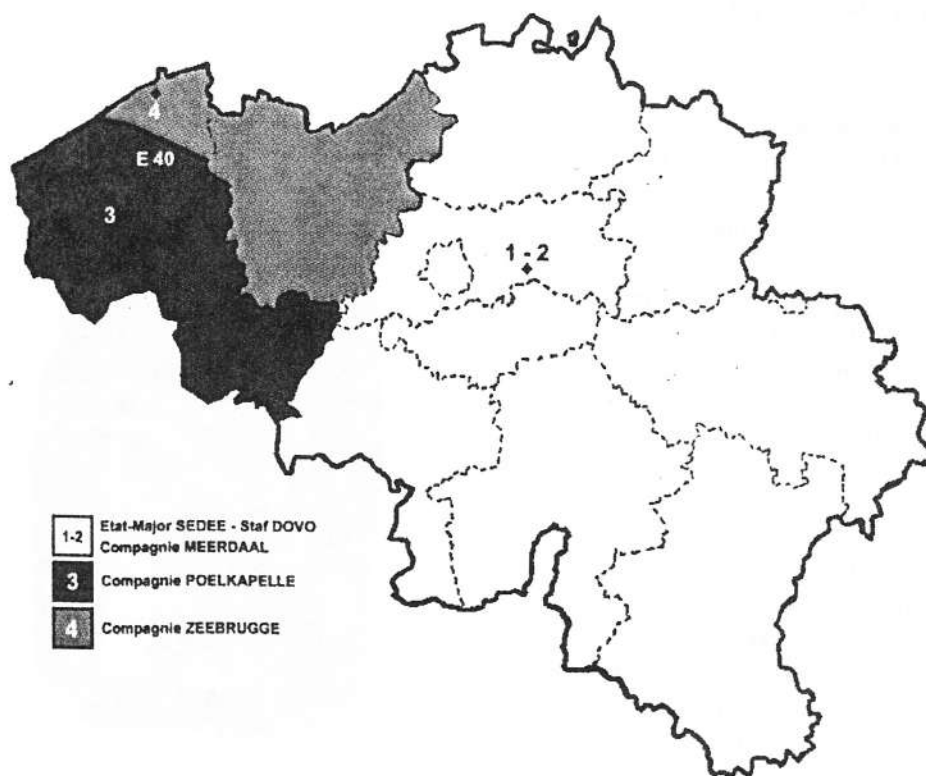 4
E 40
3
1 - 2
1-2 Etat-Major SEDEE - Staf DOVO
Compagnie MEERDAAL
3 Compagnie POELKAPELLE
4 Compagnie ZEEBRUGGE